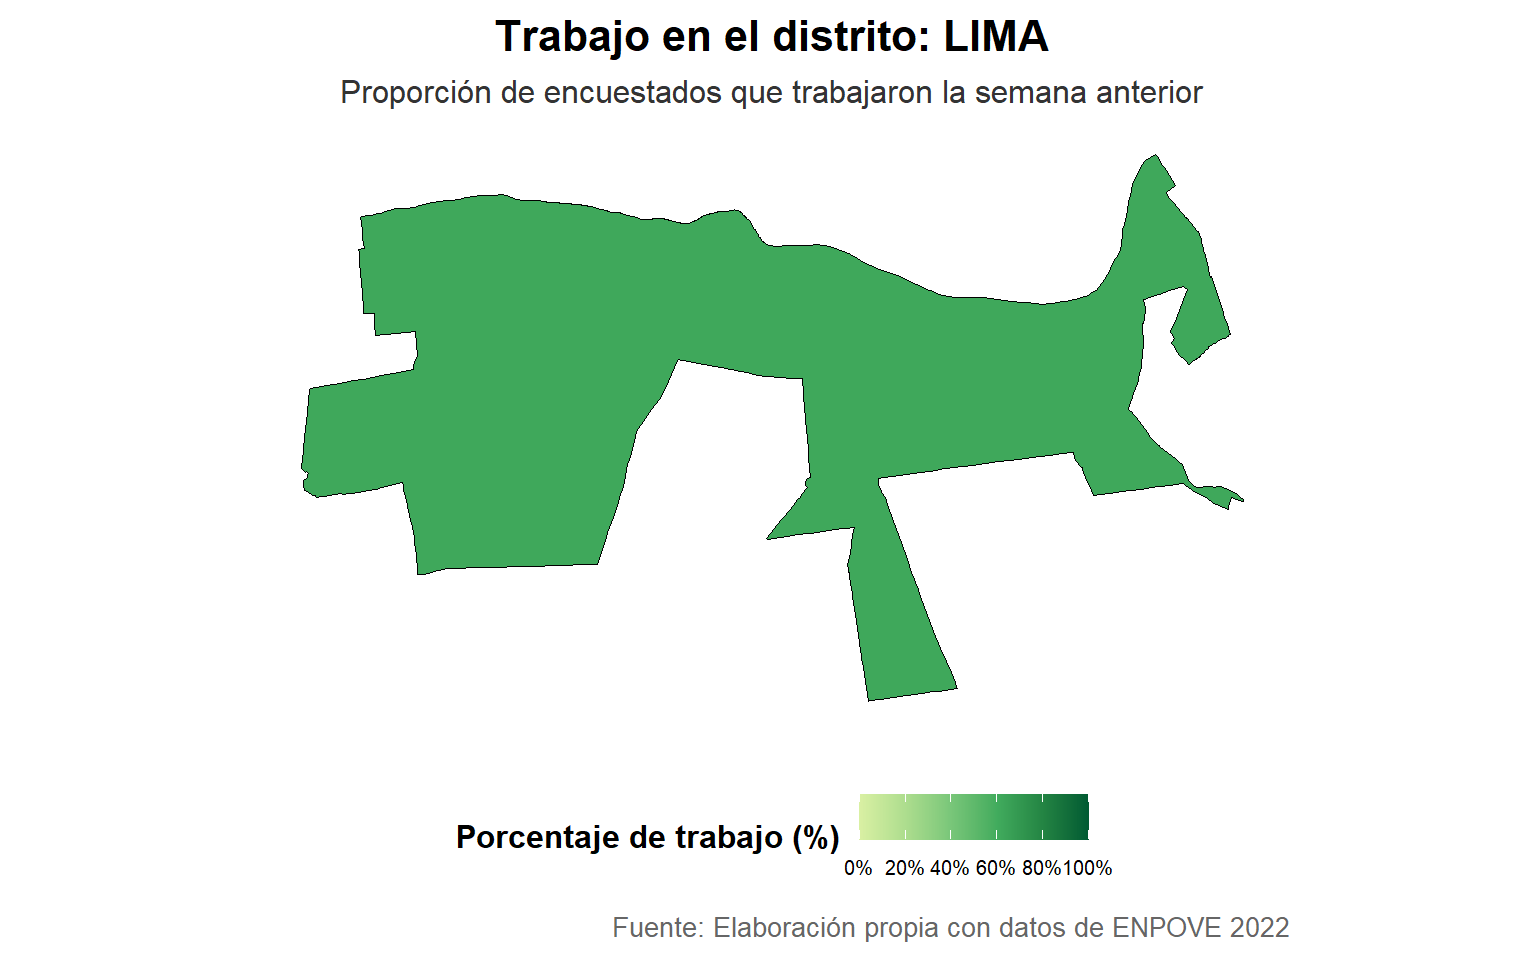 Trabajo en el distrito: LIMA
Proporción de encuestados que trabajaron la semana anterior
Porcentaje de trabajo (%)
0% 20% 40% 60% 80% 100%
Fuente: Elaboración propia con datos de ENPOVE 2022